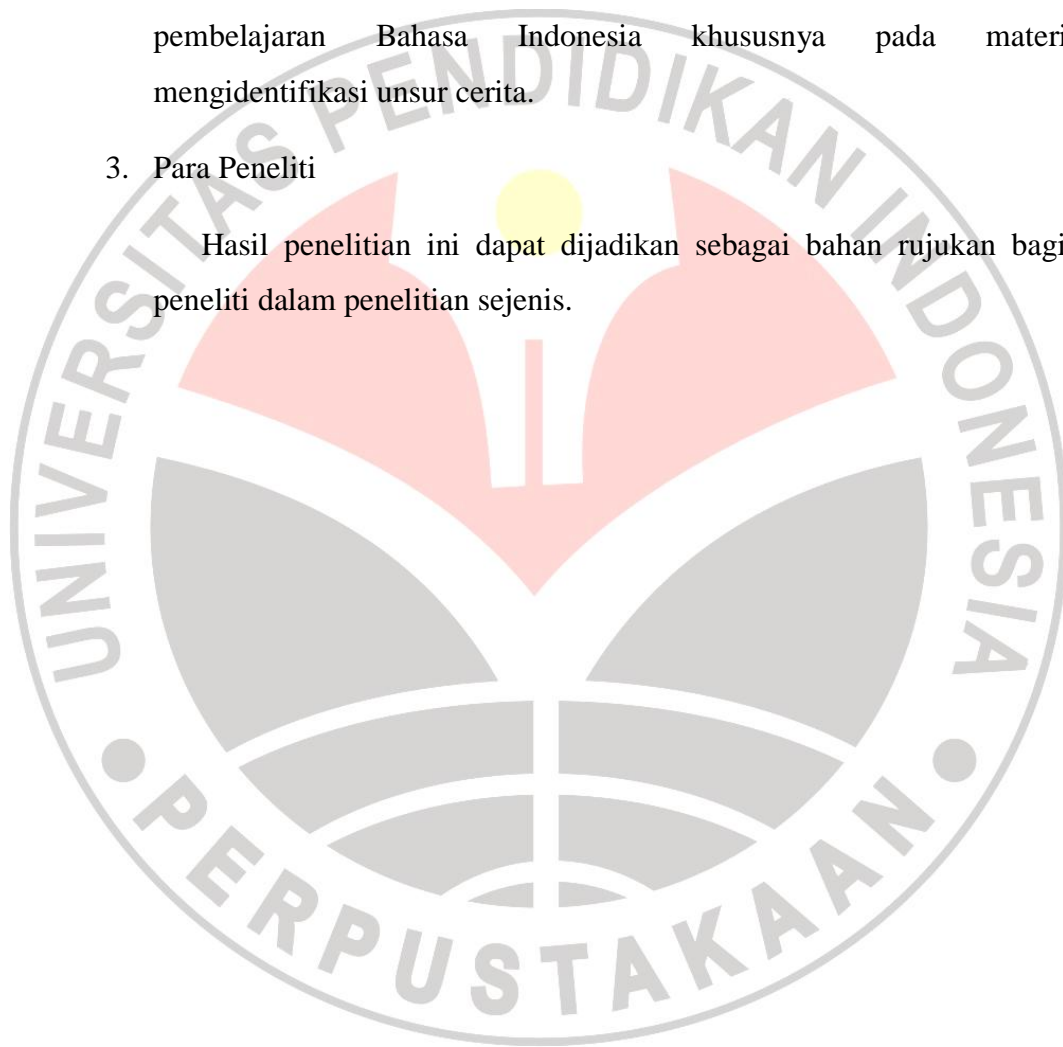 pembelajaran Bahasa Indonesia khususnya pada materi
mengidentifikasi unsur cerita.
3. Para Peneliti
Hasil penelitian ini dapat dijadikan sebagai bahan rujukan bagi
peneliti dalam penelitian sejenis.
UNIVERSITAS PENDIDIKAN INDONESIA
PERPUSTAKAAN